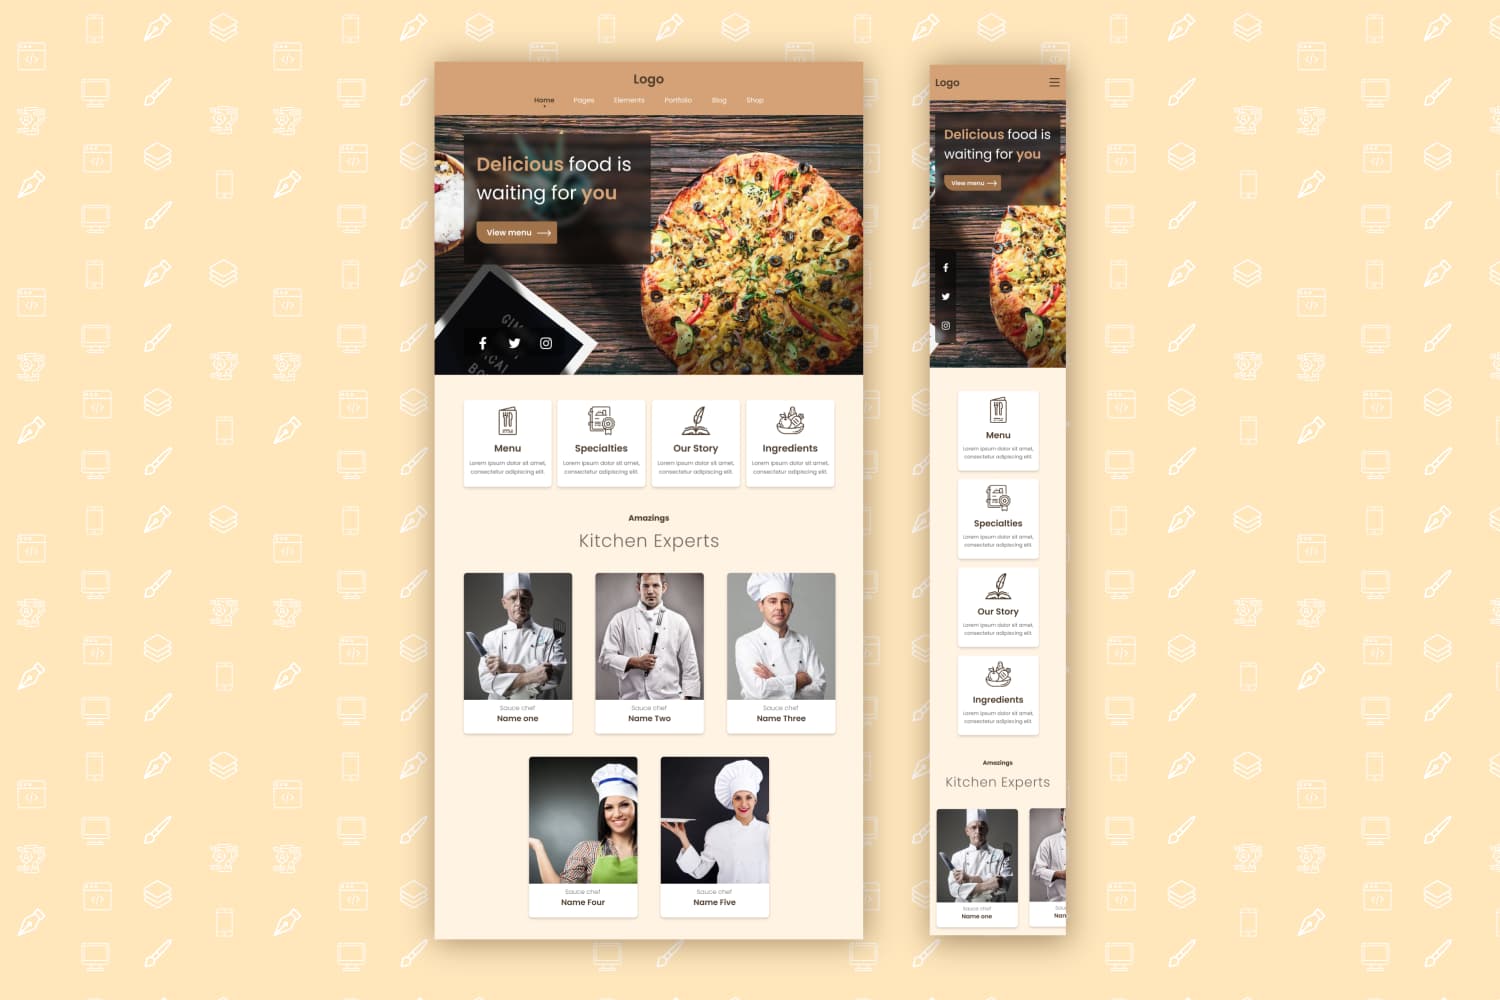 Logo
Home Pages Elements Portfolio Blog Shop
Delicious food is
waiting for you
View menu
Menu
Lorem ipsum dolor sit amet,
consectetur adipiscing elit.
Specialties
Lorem ipsum dolor sit amet,
consectetur adipiscing elit.
Our Story
Lorem ipsum dolor sit amet,
consectetur adipiscing elit.
Ingredients
Lorem ipsum dolor sit amet,
consectetur adipiscing elit.
Amazings
Kitchen Experts
Sauce chef
Name one
Sauce chef
Name Two
Sauce chef
Name Three
Sauce chef
Name Four
Sauce chef
Name Five
Logo
Delicious food is
waiting for you
View menu
Menu
Lorem ipsum dolor sit amet,
consectetur adipiscing elit.
Specialties
Lorem ipsum dolor sit amet,
consectetur adipiscing elit.
Our Story
Lorem ipsum dolor sit amet,
consectetur adipiscing elit.
Ingredients
Lorem ipsum dolor sit amet,
consectetur adipiscing elit.
Amazings
Kitchen Experts
Sauce chef
Name one